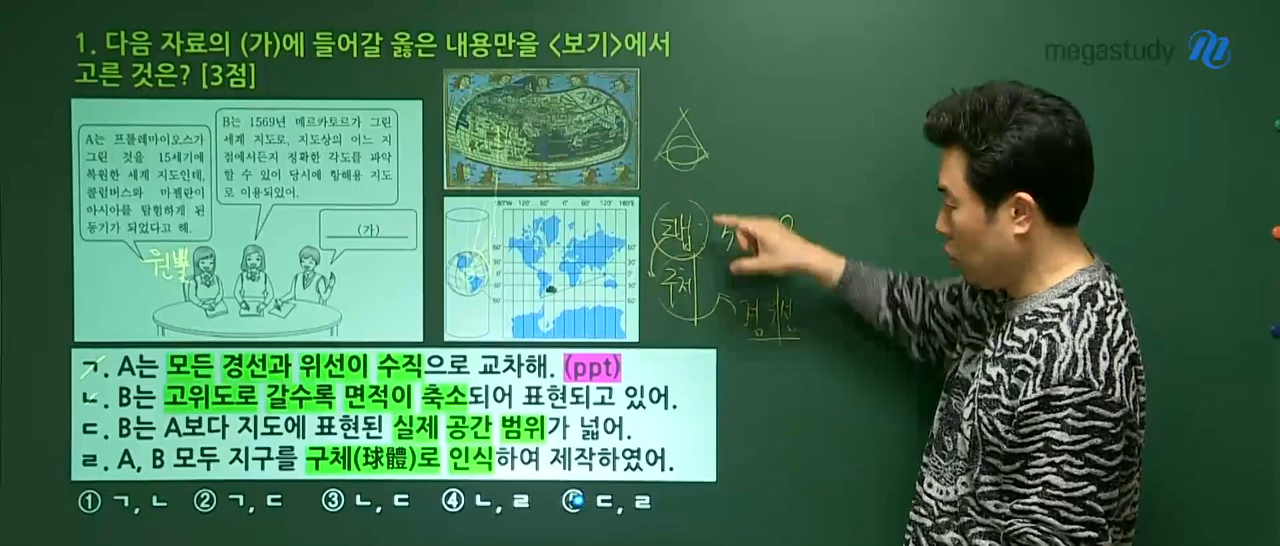 1. 다음 자료의 (가)에 들어갈 옳은 내용만을 <보기>에서
고른 것은? [3점]
megastudy
A는 프톨레마이오스가
그린 것을 15세기에
복원한 세계 지도인데,
콜럼버스와 마젤란이
아시아를 탐험하게 된
동기가 되었다고 해.
B는 1569년 메르카토르가 그린
세계 지도로, 지도상의 어느 지
점에서든지 정확한 각도를 파악
할 수 있어 당시에 항해용 지도
로 이용되었어.
(가)
원뿔
120° 60° 0° 60° 120° 180°E
구체
경위선
ㄱ. A는 모든 경선과 위선이 수직으로 교차해. (ppt)
ㄴ. B는 고위도로 갈수록 면적이 축소되어 표현되고 있어.
ㄷ. B는 A보다 지도에 표현된 실제 공간 범위가 넓어.
ㄹ. A, B 모두 지구를 구체(球體)로 인식하여 제작하였어.
① ㄱ, ㄴ ② ㄱ, ㄷ ③ ㄴ, ㄷ ④ ㄴ, ㄹ ⑤ ㄷ, ㄹ